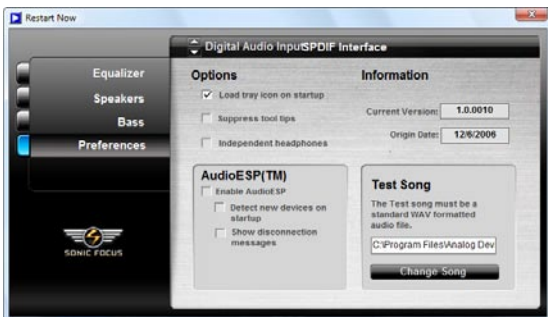 Restart Now
Digital Audio InputSPDIF Interface
Equalizer
Speakers
Bass
Preferences
SONIC FOCUS
Options
Load tray icon on startup
Suppress tool tips
Independent headphones
Information
Current Version: 1.0.0010
Origin Date: 12/6/2006
AudioESP(TM)
Enable AudioESP
Detect new devices on
startup
Show disconnection
messages
Test Song
The Test song must be a
standard WAV formatted
audio file.
C:\Program Files\Analog Dev
Change Song